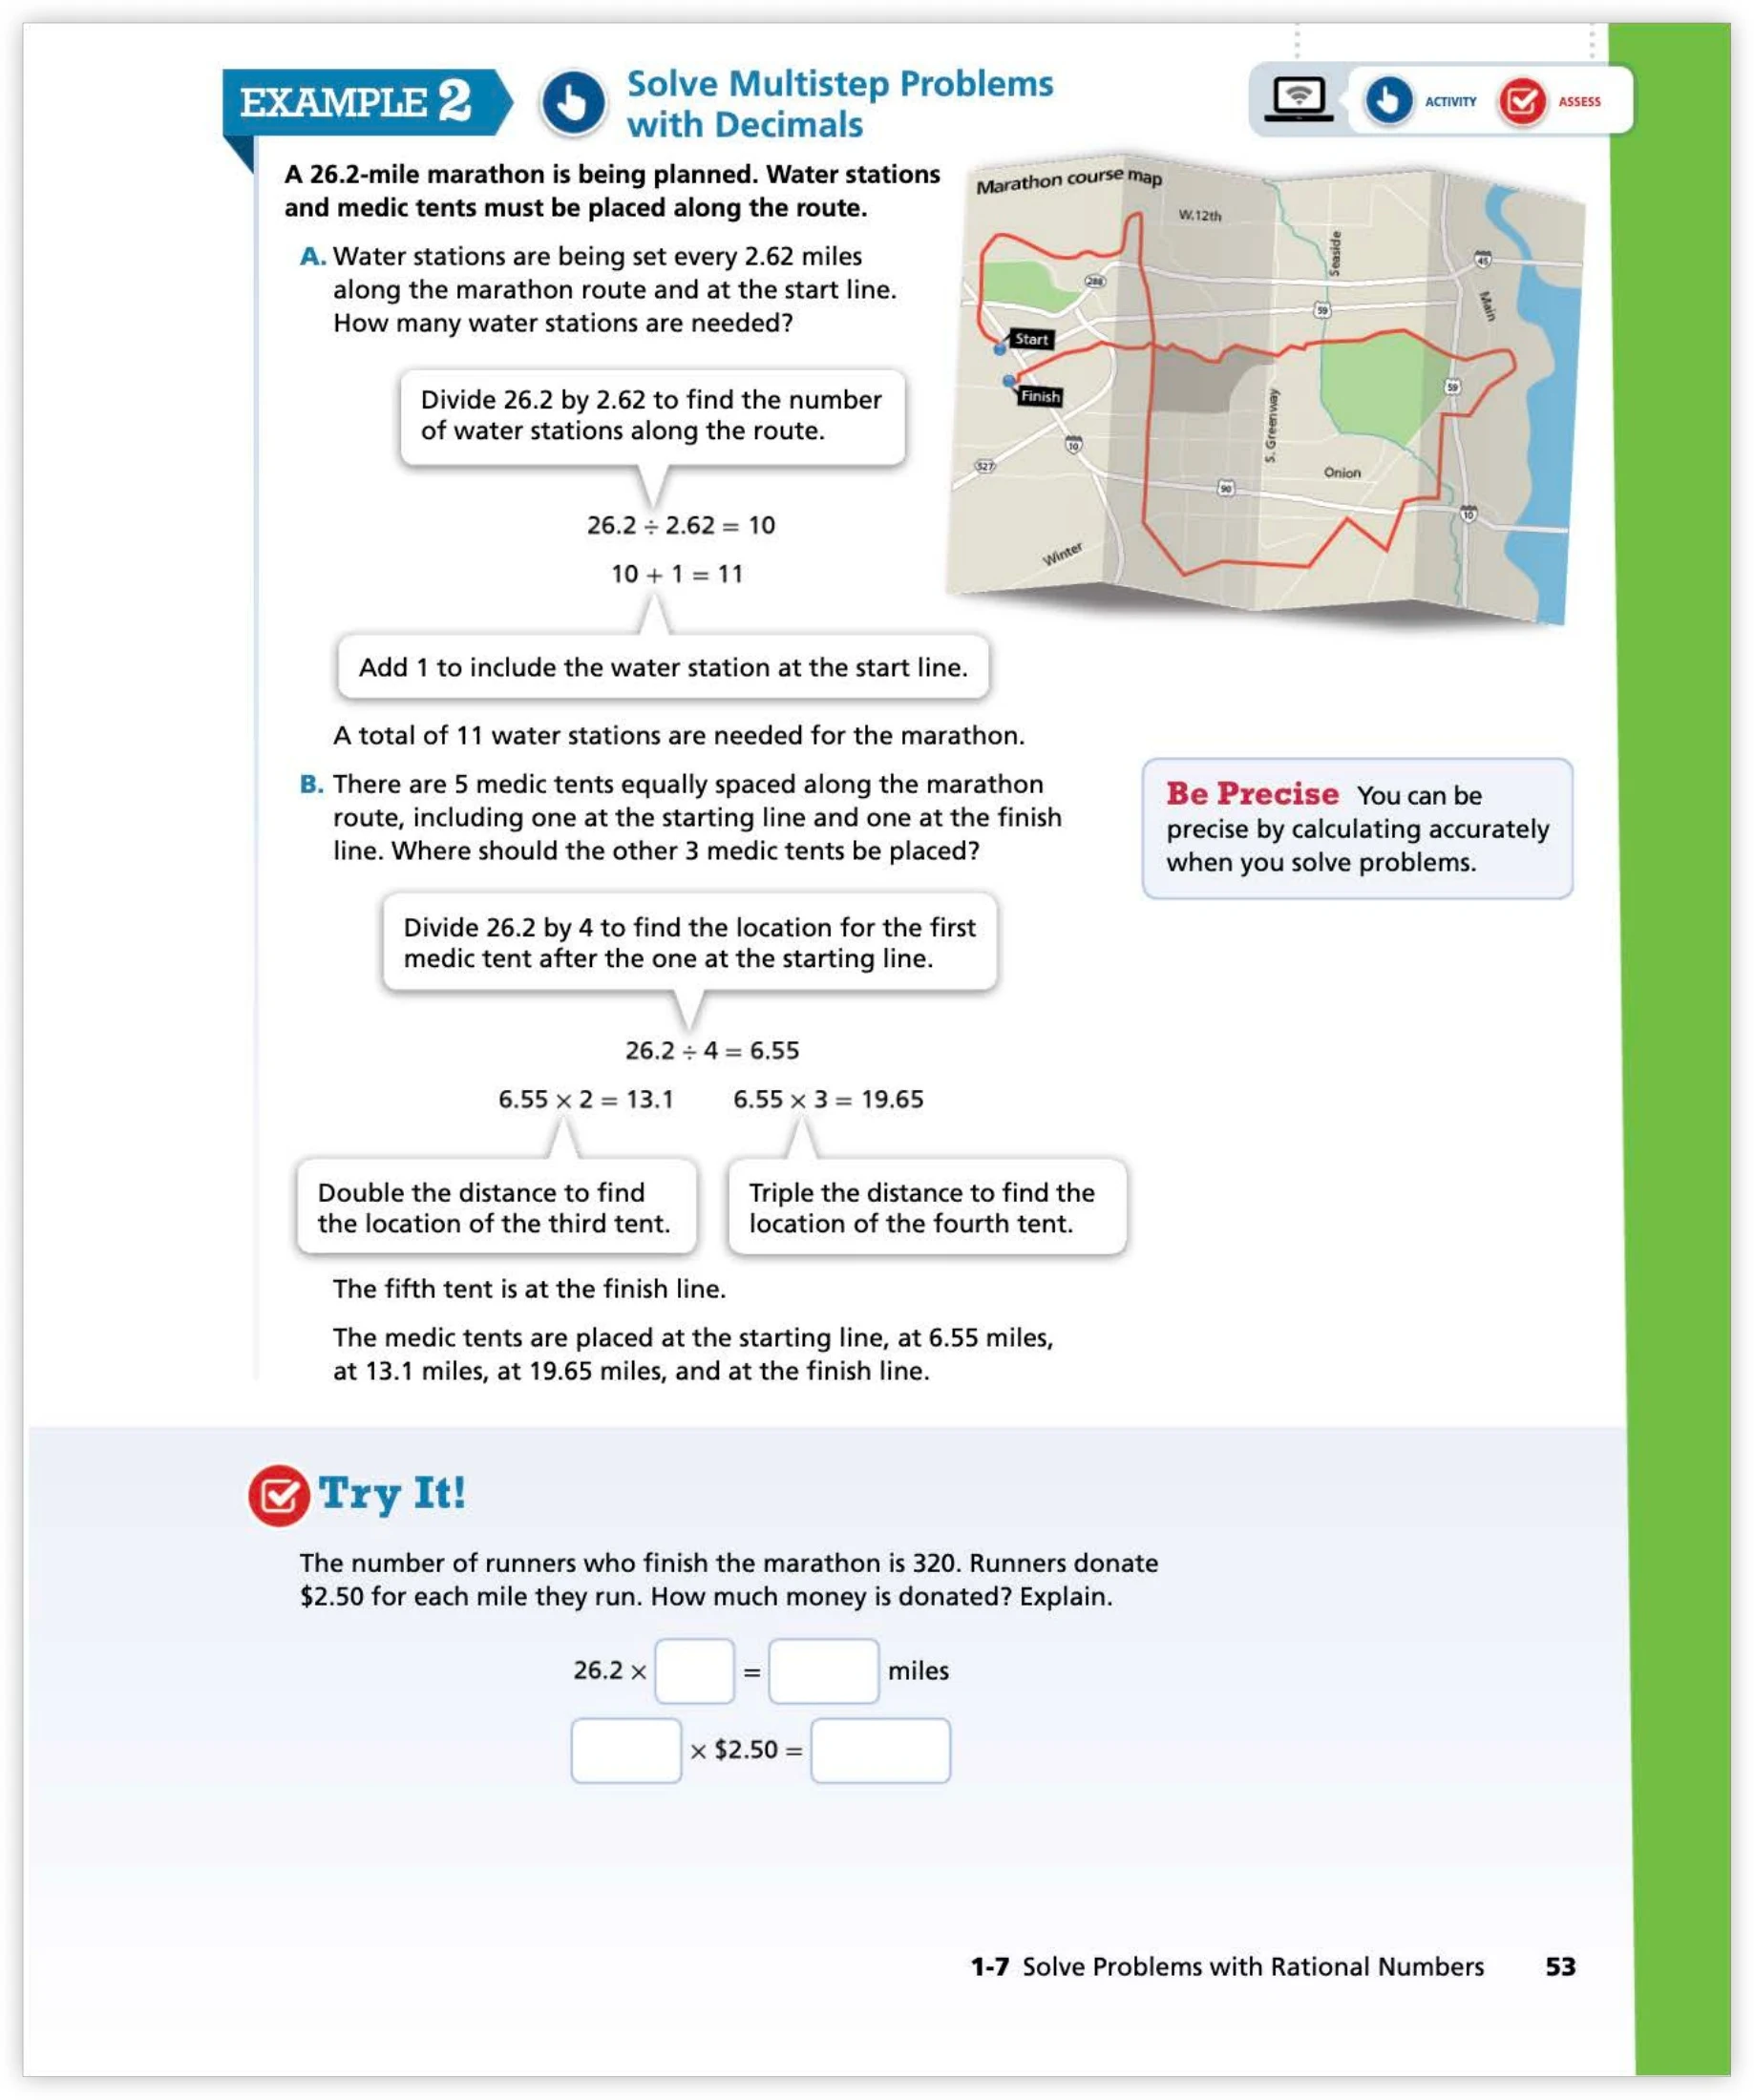 EXAMPLE 2
Solve Multistep Problems
with Decimals
ACTIVITY
ASSESS
A 26.2-mile marathon is being planned. Water stations
and medic tents must be placed along the route.
A. Water stations are being set every 2.62 miles
along the marathon route and at the start line.
How many water stations are needed?
Marathon course map
W. 12th
Seaside
45
Main
288
59
Start
Finish
59
S. Greenway
10
527
Onion
90
10
Winter
Divide 26.2 by 2.62 to find the number
of water stations along the route.
26.2 ÷ 2.62 = 10
10 + 1 = 11
Add 1 to include the water station at the start line.
A total of 11 water stations are needed for the marathon.
B. There are 5 medic tents equally spaced along the marathon
route, including one at the starting line and one at the finish
line. Where should the other 3 medic tents be placed?
Be Precise You can be
precise by calculating accurately
when you solve problems.
Divide 26.2 by 4 to find the location for the first
medic tent after the one at the starting line.
26.2 ÷ 4 = 6.55
6.55 × 2 = 13.1 6.55 × 3 = 19.65
Double the distance to find
the location of the third tent.
Triple the distance to find the
location of the fourth tent.
The fifth tent is at the finish line.
The medic tents are placed at the starting line, at 6.55 miles,
at 13.1 miles, at 19.65 miles, and at the finish line.
Try It!
The number of runners who finish the marathon is 320. Runners donate
$2.50 for each mile they run. How much money is donated? Explain.
26.2 × = miles
× $2.50 =
1-7 Solve Problems with Rational Numbers 53